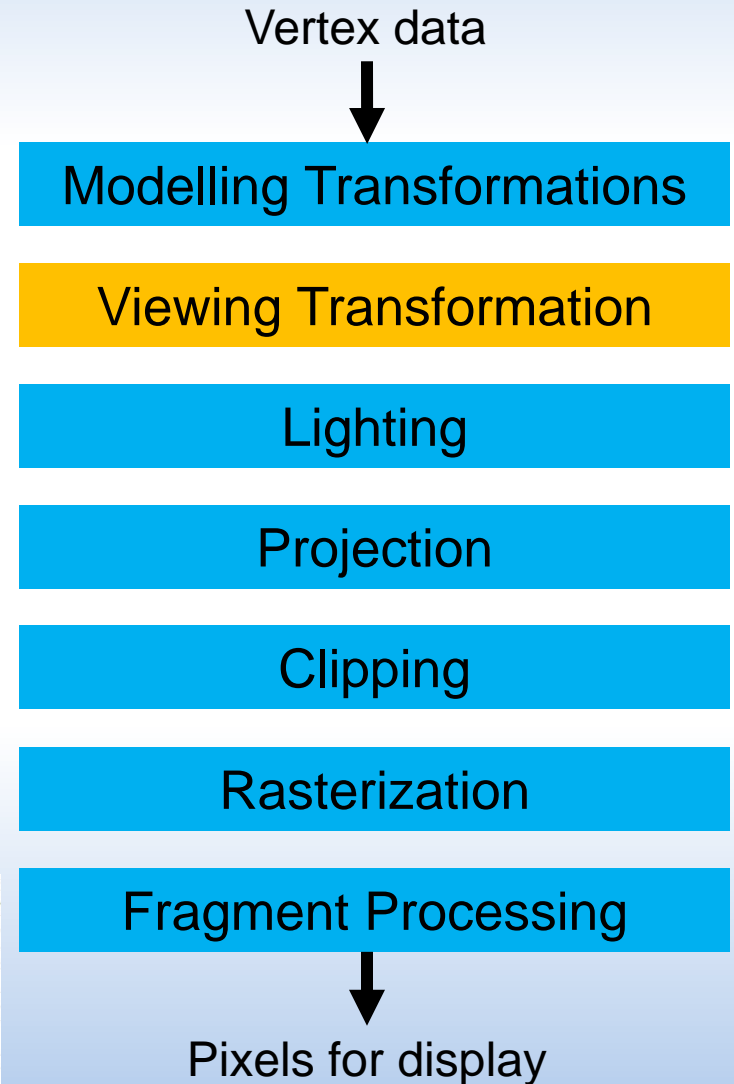 Vertex data
Modelling Transformations
Viewing Transformation
Lighting
Projection
Clipping
Rasterization
Fragment Processing
Pixels for display